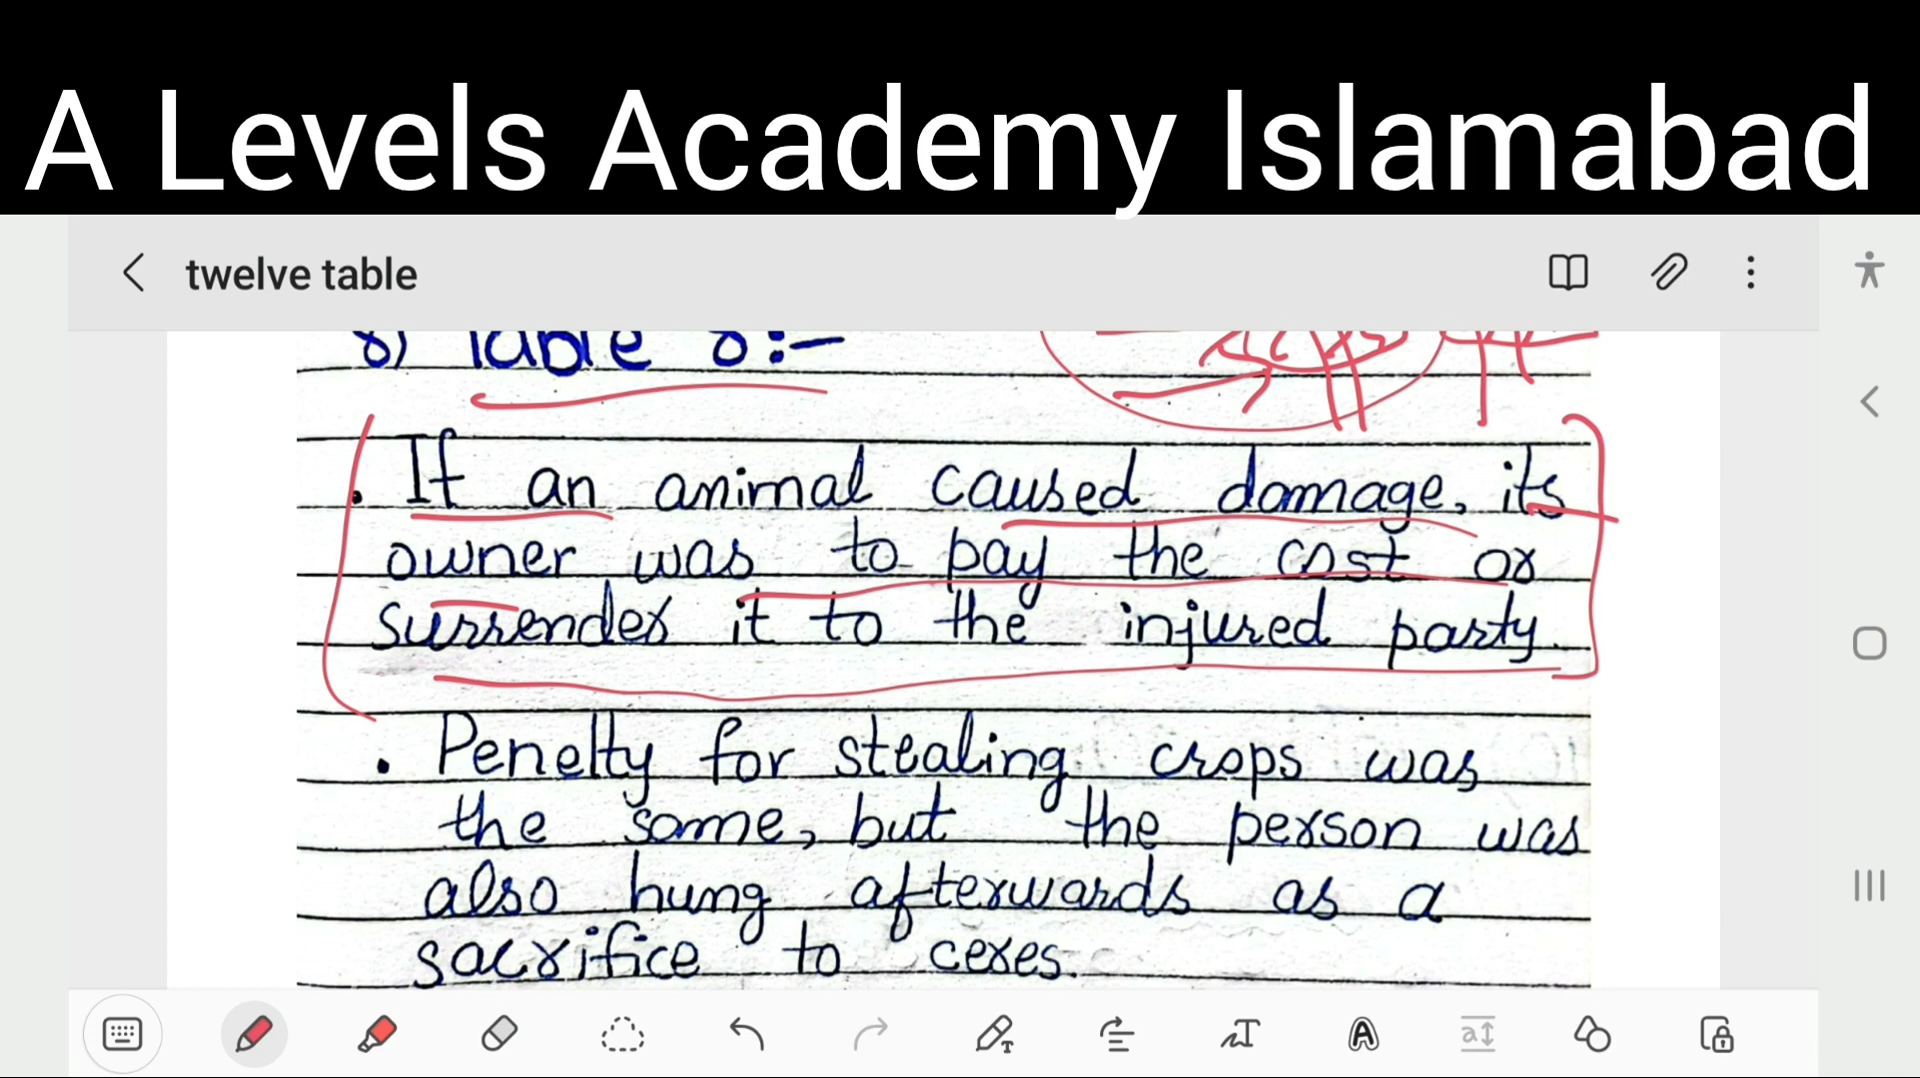 A Levels Academy Islamabad
twelve table
8) Table 8:-
. If an animal caused damage, its
owner was to pay the cost or
surrender it to the injured party.
. Penelty for stealing crops was
the same, but the person was
also hung afterwards as a
sacrifice to ceres.